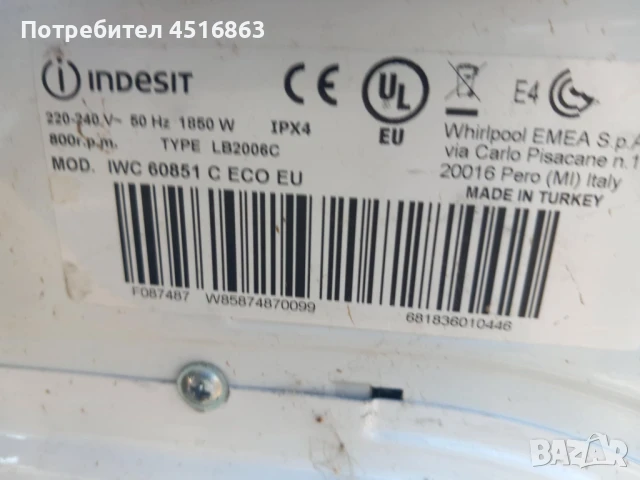 Потребител 4516863
INDESIT
220-240 V~ 50 Hz 1850 W IPX4
800r.p.m. TYPE LB2006C
MOD. IWC 60851 C ECO EU
UL
EU
E4
Whirlpool EMEA S.p.A
via Carlo Pisacane n.1
20016 Pero (MI) Italy
MADE IN TURKEY
F087487 W85874870099 681836010446
BAZAR